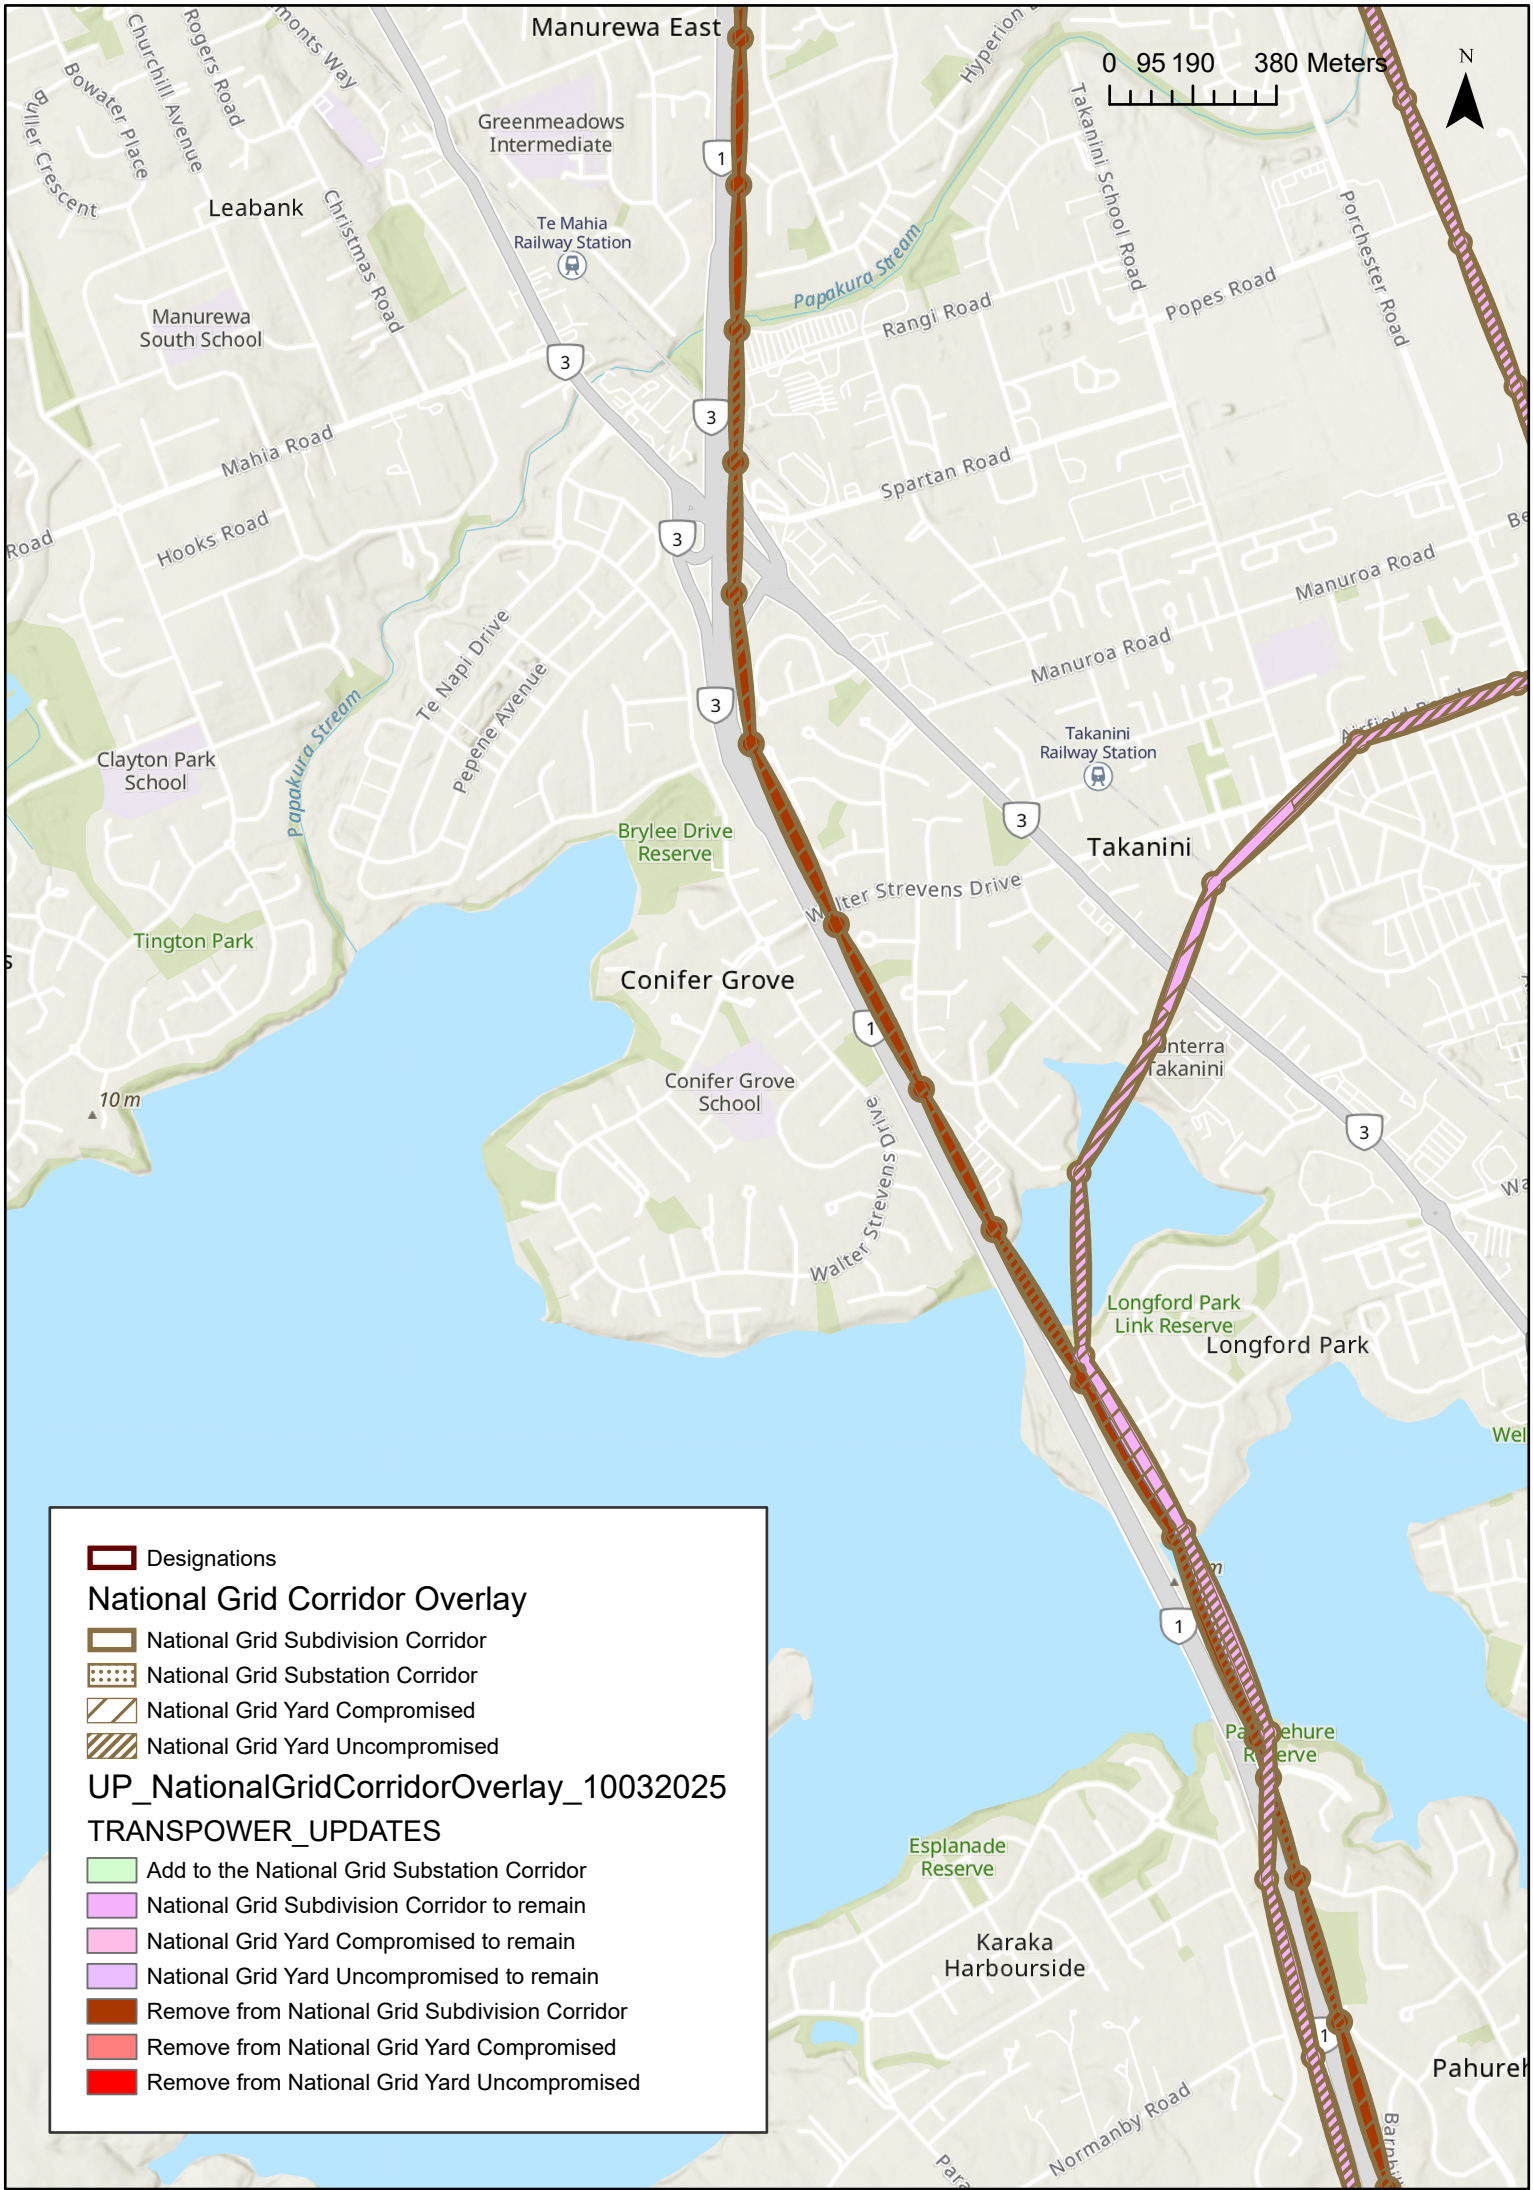 Manurewa East
0 95 190 380 Meters
N
Rogers Road
Churchill Avenue
Bowater Place
Buller Crescent
Greenmeadows
Intermediate
1
Leabank
Christmas Road
Te Mahia
Railway Station
Papakura Stream
Takanini School Road
Popes Road
Porchester Road
Rangi Road
Manurewa
South School
3
3
Mahia Road
Spartan Road
Hooks Road
Road
3
Manuroa Road
Te Napi Drive
Manuroa Road
Pepene Avenue
3
Papakura Stream
Takanini
Railway Station
Clayton Park
School
Brylee Drive
Reserve
3
Takanini
Walter Strevens Drive
Tington Park
Conifer Grove
1
Takanini
Conifer Grove
School
10 m
3
Walter Strevens Drive
Longford Park
Link Reserve
Longford Park
1
Esplanade
Reserve
Karaka
Harbourside
1
Normanby Road
Designations
National Grid Corridor Overlay
National Grid Subdivision Corridor
National Grid Substation Corridor
National Grid Yard Compromised
National Grid Yard Uncompromised
UP_NationalGridCorridorOverlay_10032025
TRANSPOWER_UPDATES
Add to the National Grid Substation Corridor
National Grid Subdivision Corridor to remain
National Grid Yard Compromised to remain
National Grid Yard Uncompromised to remain
Remove from National Grid Subdivision Corridor
Remove from National Grid Yard Compromised
Remove from National Grid Yard Uncompromised